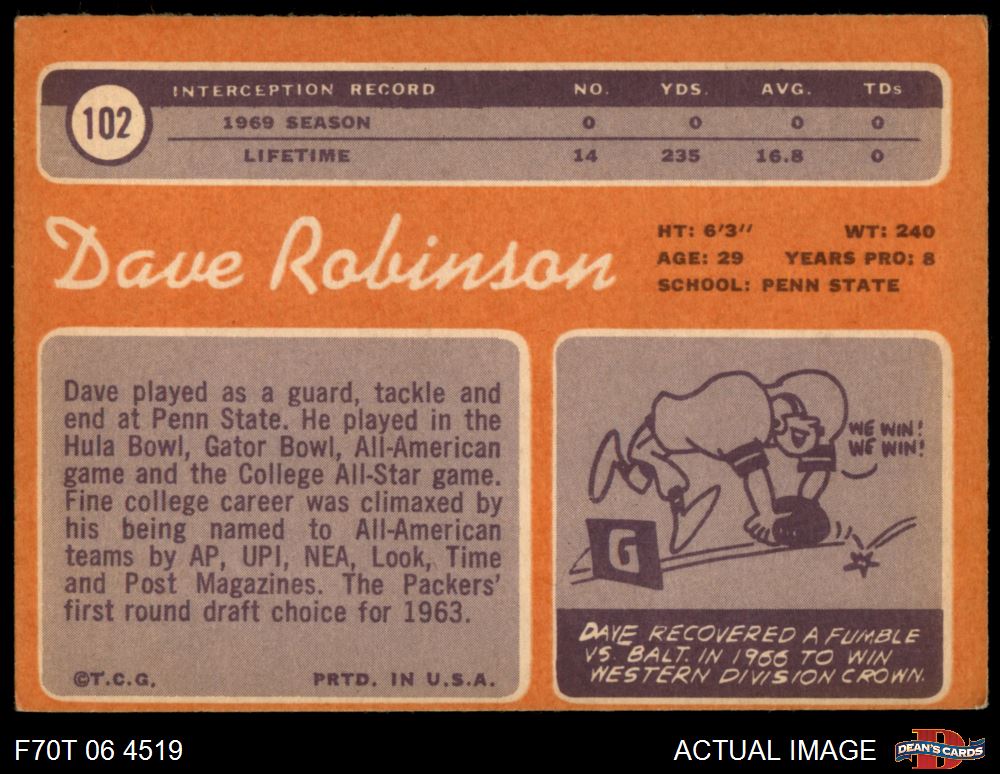 102
INTERCEPTION RECORD NO. YDS. AVG. TDs
1969 SEASON 0 0 0 0
LIFETIME 14 235 16.8 0
Dave Robinson
HT: 6'3" WT: 240
AGE: 29 YEARS PRO: 8
SCHOOL: PENN STATE
Dave played as a guard, tackle and
end at Penn State. He played in the
Hula Bowl, Gator Bowl, All-American
game and the College All-Star game.
Fine college career was climaxed by
his being named to All-American
teams by AP, UPI, NEA, Look, Time
and Post Magazines. The Packers'
first round draft choice for 1963.
©T.C.G. PRTD. IN U.S.A.
WE WIN!
WE WIN!
G
DAVE RECOVERED A FUMBLE
VS. BALT. IN 1966 TO WIN
WESTERN DIVISION CROWN.
F70T 06 4519
ACTUAL IMAGE
D
DEAN'S CARDS